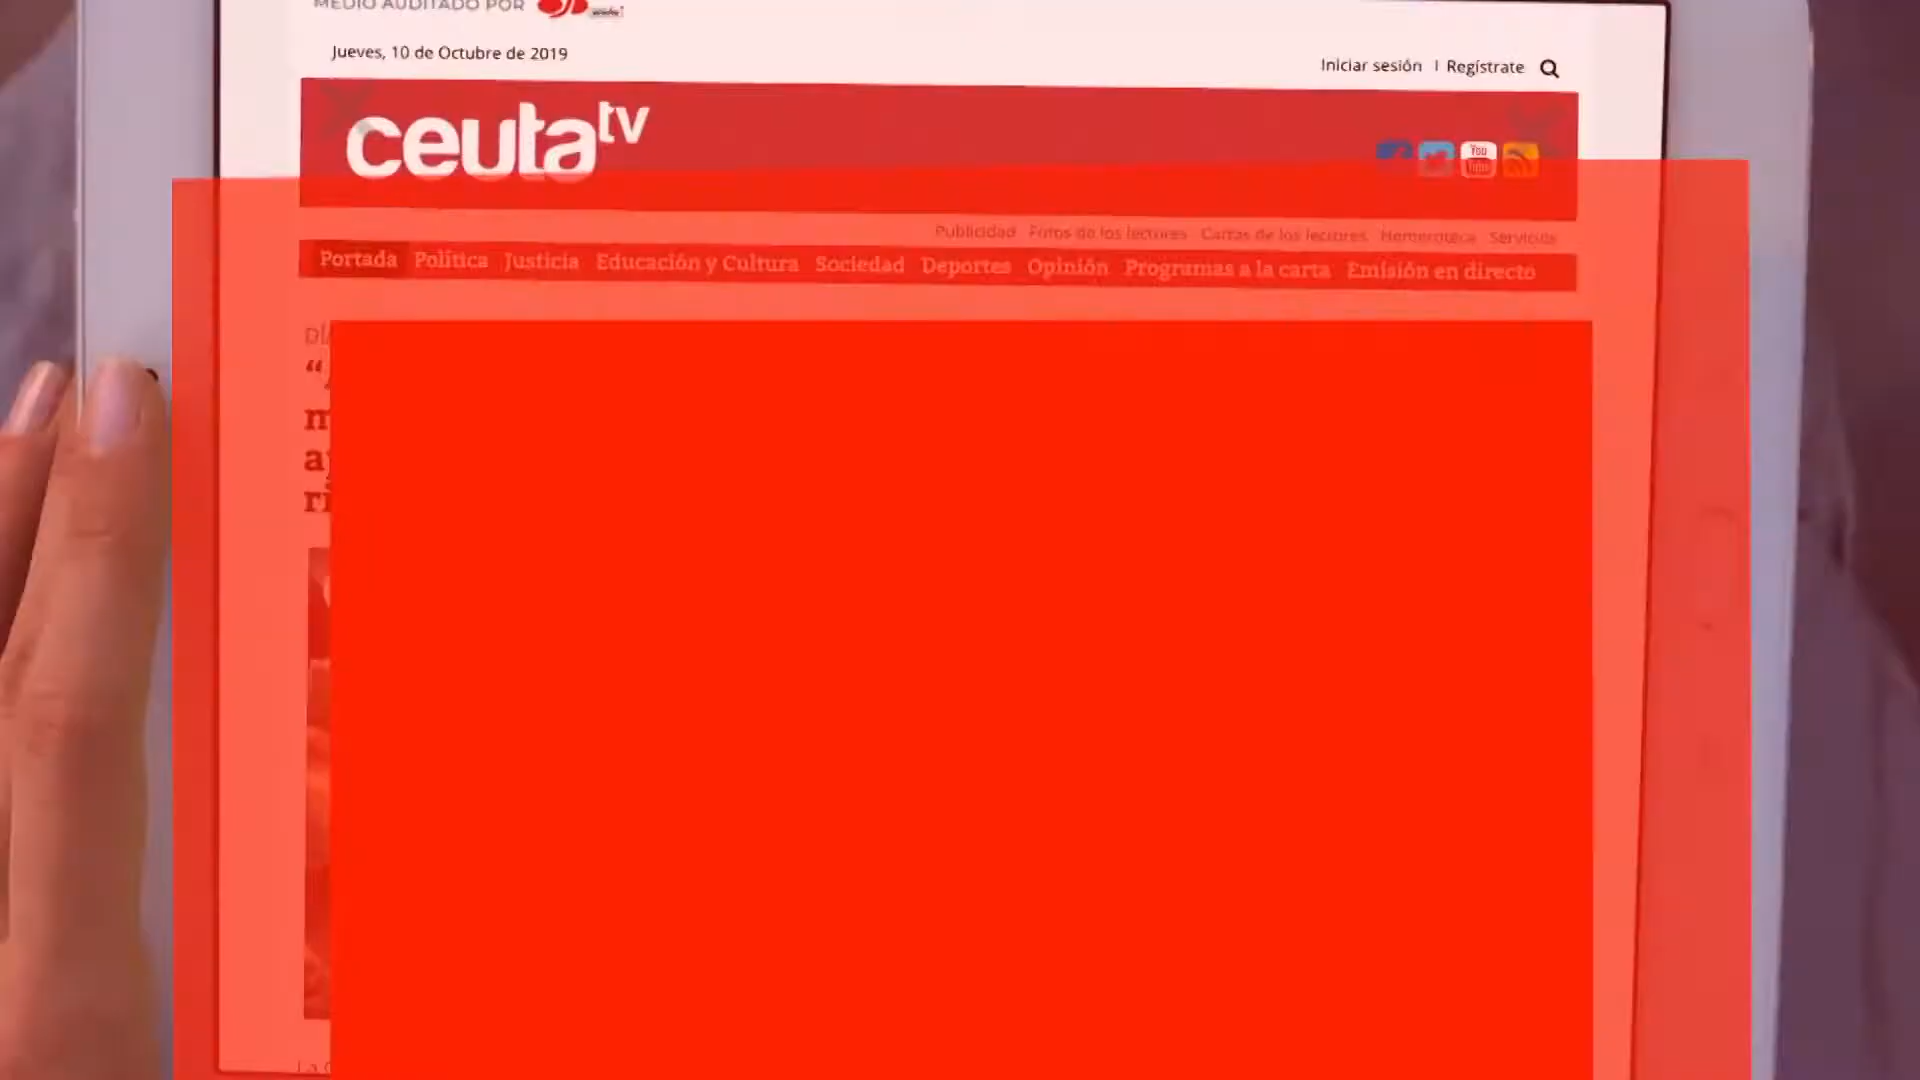 MEDIO AUDITADO POR
Jueves, 10 de Octubre de 2019
Iniciar sesión | Regístrate
ceutatv
You
Tube
Publicidad Fotos de los lectores Cartas de los lectores Hemeroteca Servicios
Portada Política Justicia Educación y Cultura Sociedad Deportes Opinión Programas a la carta Emisión en directo